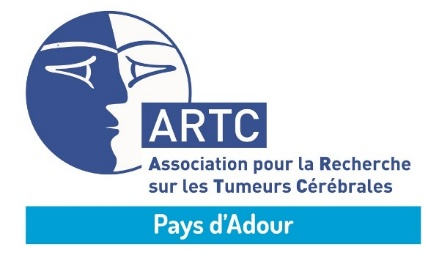 ARTC
Association pour la Recherche
sur les Tumeurs Cérébrales
Pays d'Adour